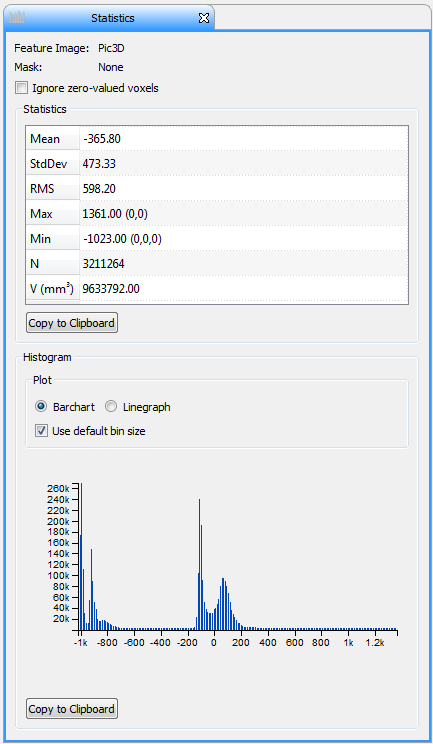 Statistics
Feature Image: Pic3D
Mask: None
Ignore zero-valued voxels
Statistics
Mean -365.80
StdDev 473.33
RMS 598.20
Max 1361.00 (0,0)
Min -1023.00 (0,0,0)
N 3211264
V (mm³) 9633792.00
Copy to Clipboard
Histogram
Plot
Barchart Linegraph
Use default bin size
260k
240k
220k
200k
180k
160k
140k
120k
100k
80k
60k
40k
20k
-1k -800 -600 -400 -200 0 200 400 600 800 1k 1.2k
Copy to Clipboard